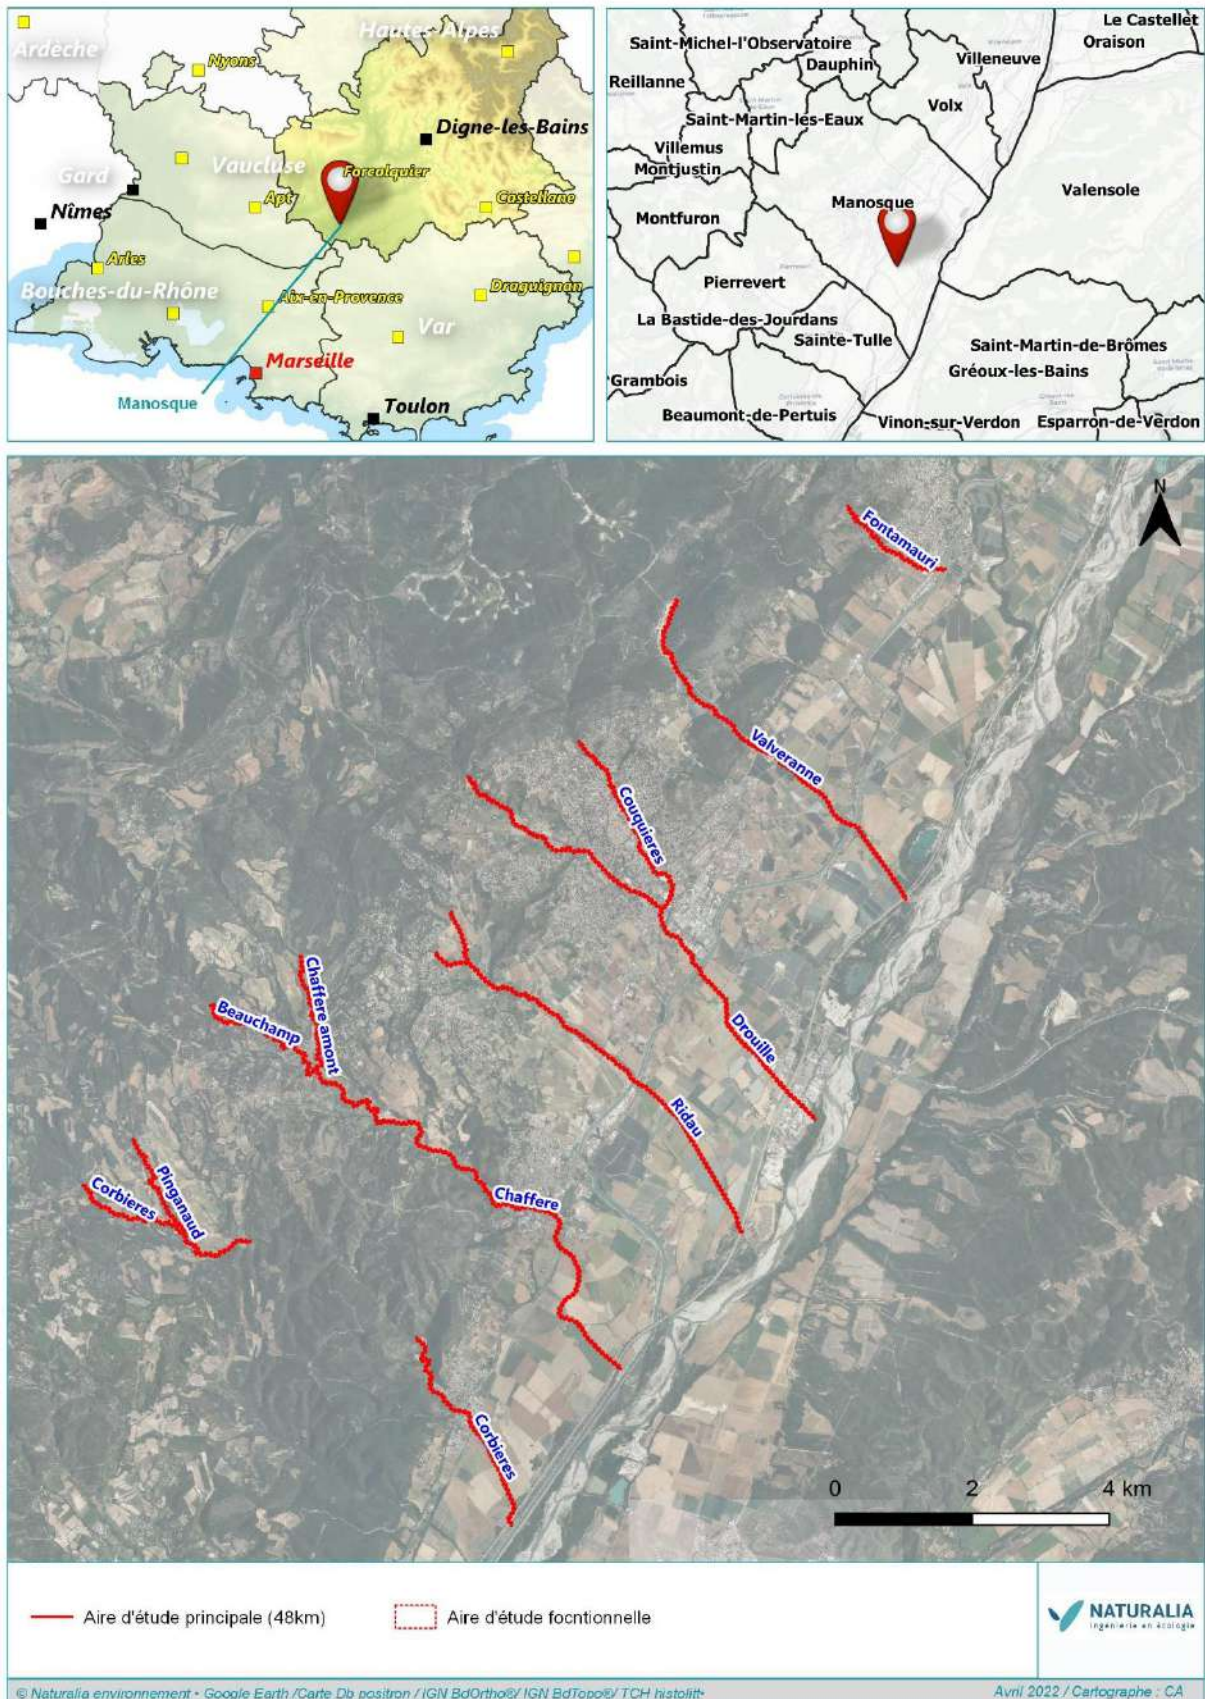 Ardèche
Hautes-Alpes
Nyons
Digne-les-Bains
Vaucluse
Forcalquier
Gard
Apt
Castellane
Nîmes
Arles
Bouches-du-Rhône
Aix-en-Provence
Draguignan
Var
Marseille
Manosque
Toulon
Le Castellet
Oraison
Saint-Michel-l'Observatoire
Dauphin
Villeneuve
Reillanne
Volx
Saint-Martin-les-Eaux
Villemus
Montjustin
Valensole
Manosque
Montfuron
Pierrevert
La Bastide-des-Jourdans
Sainte-Tulle
Saint-Martin-de-Brômes
Gréoux-les-Bains
Grambois
Beaumont-de-Pertuis
Vinon-sur-Verdon
Esparron-de-Verdon
N
Fontamauri
Valveranne
Couquieres
Chaffere amont
Beauchamp
Drouille
Ridau
Pinganaud
Corbieres
Chaffere
Corbieres
0 2 4 km
Aire d'étude principale (48km)
Aire d'étude focntionnelle
NATURALIA
Ingénierie en écologie
© Naturalia environnement - Google Earth /Carte Db positron / IGN BdOrtho®/ IGN BdTopo®/ TCH histolitt•
Avril 2022 / Cartographe : CA